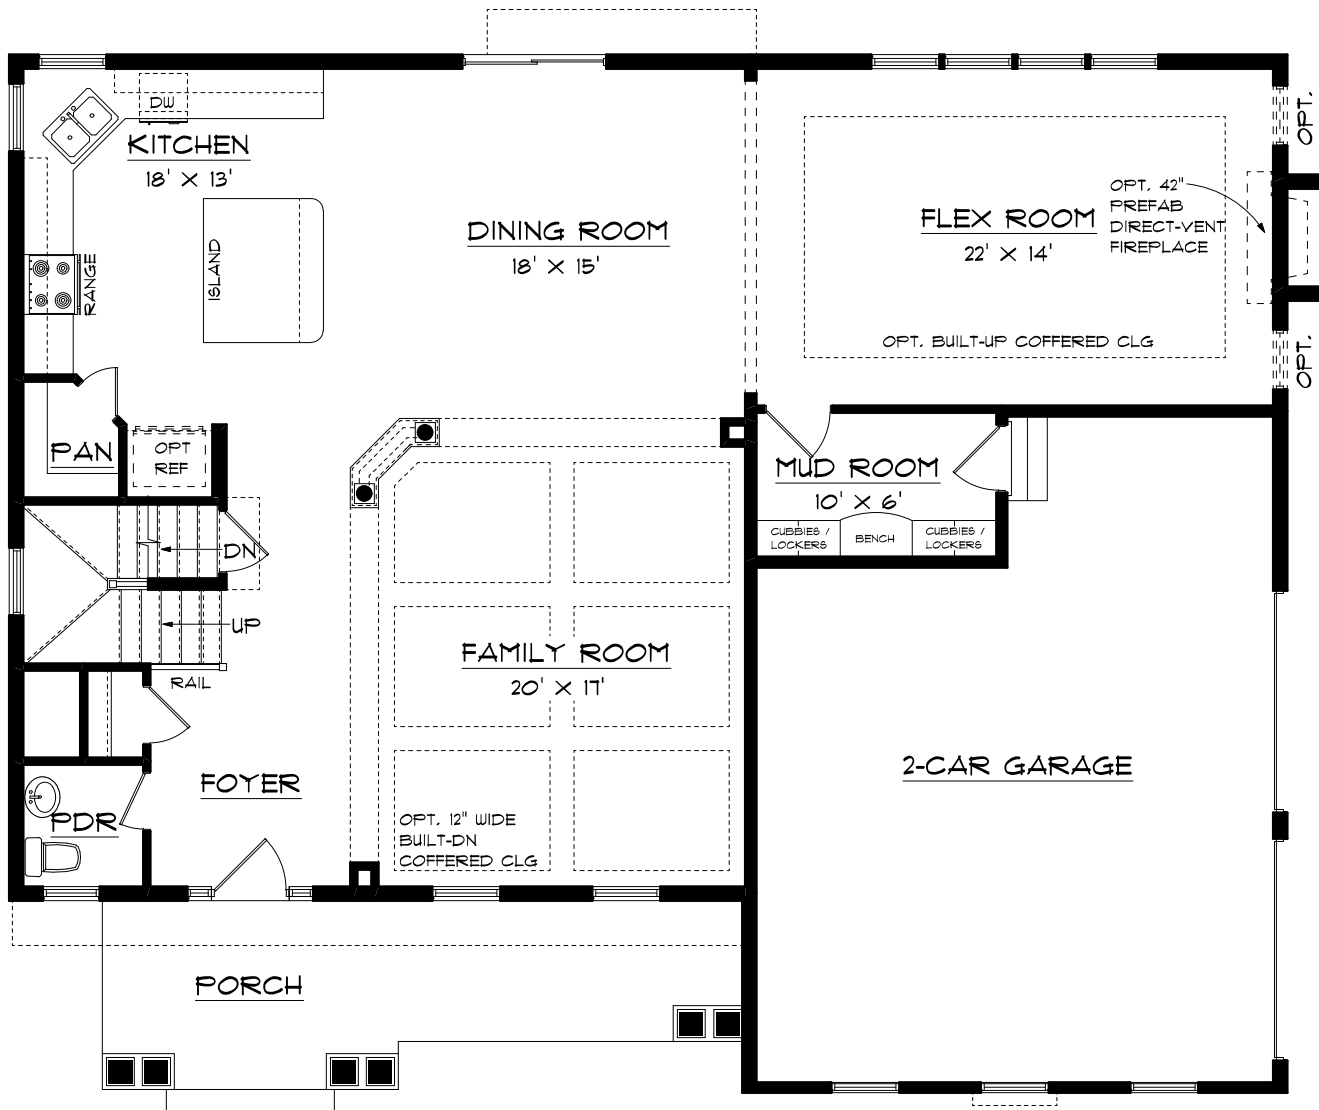 DW
KITCHEN
18' X 13'
OPT.
OPT. 42"
PREFAB
DIRECT-VENT
FIREPLACE
FLEX ROOM
22' X 14'
DINING ROOM
18' X 15'
ISLAND
RANGE
OPT. BUILT-UP COFFERED CLG
OPT.
PAN
OPT
REF
MUD ROOM
10' X 6'
CUBBIES /
LOCKERS
BENCH
CUBBIES /
LOCKERS
DN
UP
RAIL
FAMILY ROOM
20' X 17'
2-CAR GARAGE
FOYER
PDR
OPT. 12" WIDE
BUILT-DN
COFFERED CLG
PORCH